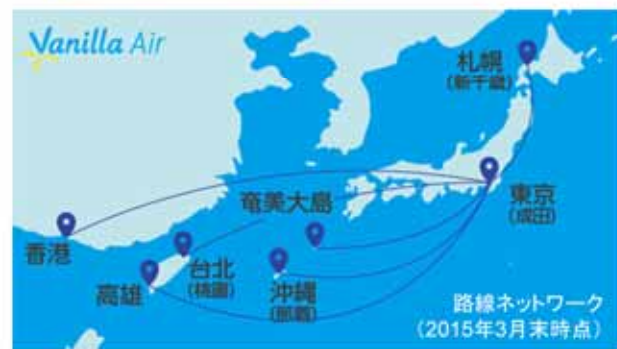 Vanilla Air
札幌
(新千歳)
東京
(成田)
奄美大島
香港
台北
(桃園)
高雄
沖縄
(那覇)
路線ネットワーク
(2015年3月末時点)